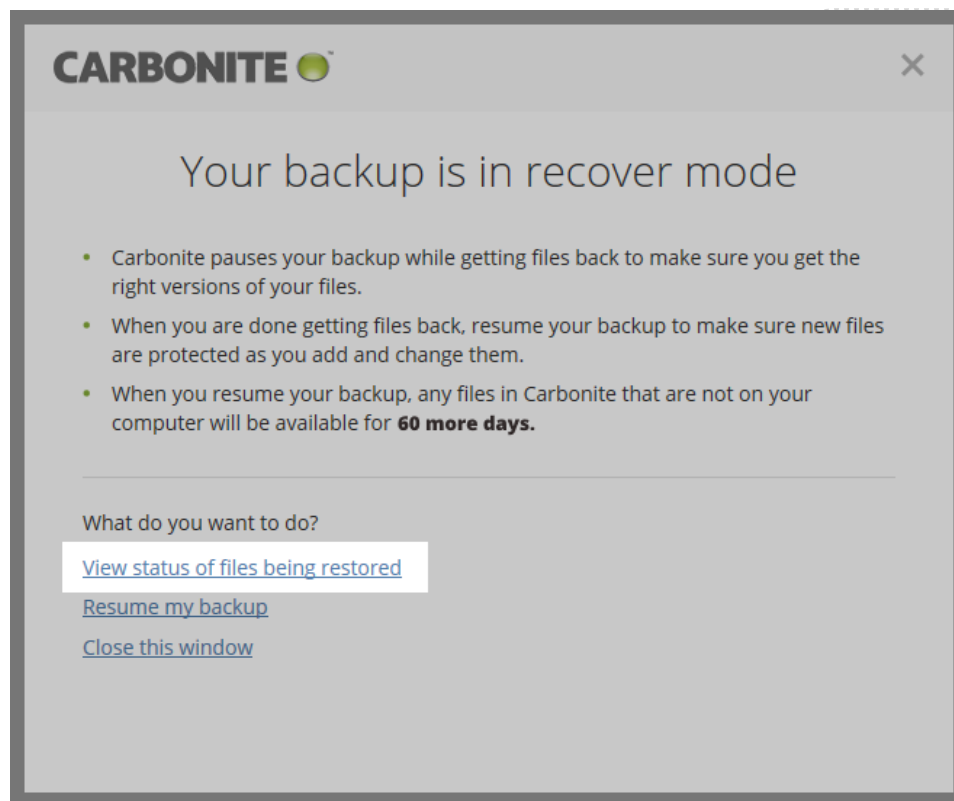 CARBONITE
Your backup is in recover mode
• Carbonite pauses your backup while getting files back to make sure you get the
right versions of your files.
• When you are done getting files back, resume your backup to make sure new files
are protected as you add and change them.
• When you resume your backup, any files in Carbonite that are not on your
computer will be available for 60 more days.
What do you want to do?
View status of files being restored
Resume my backup
Close this window